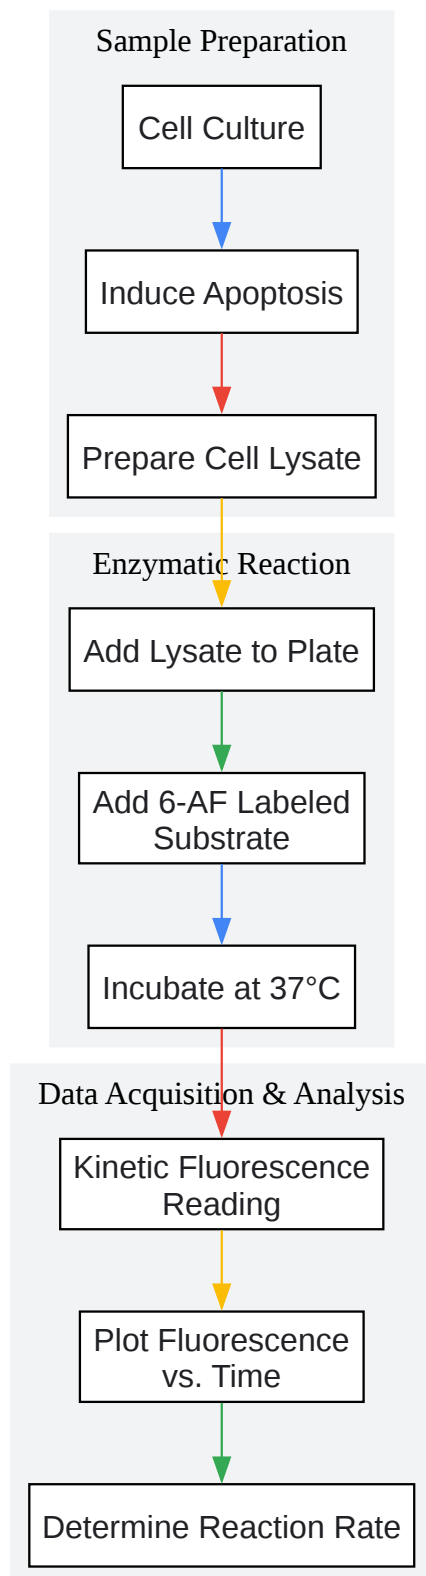 Sample Preparation
Cell Culture
Induce Apoptosis
Prepare Cell Lysate
Enzymatic Reaction
Add Lysate to Plate
Add 6-AF Labeled
Substrate
Incubate at 37°C
Data Acquisition & Analysis
Kinetic Fluorescence
Reading
Plot Fluorescence
vs. Time
Determine Reaction Rate